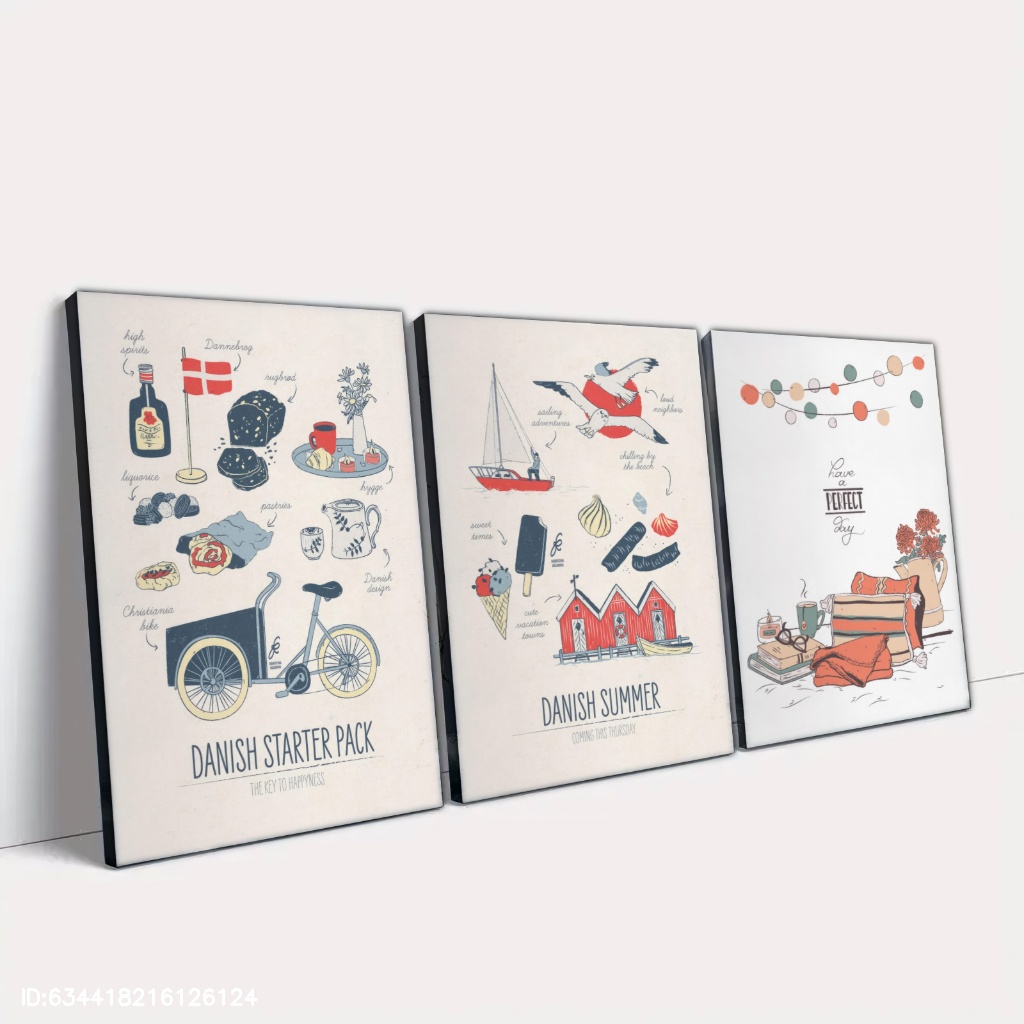 high
spirits
Dannebrog
rugbrød
liquorice
hygge
pastries
Danish
design
Christiania
bike
DANISH STARTER PACK
THE KEY TO HAPPYNESS
sailing
adventures
loud
neighbors
chilling by
the beach
sweet
times
cute
vacation
towns
DANISH SUMMER
COMING THIS THURSDAY
have
a
PERFECT
day
ID:634418216126124